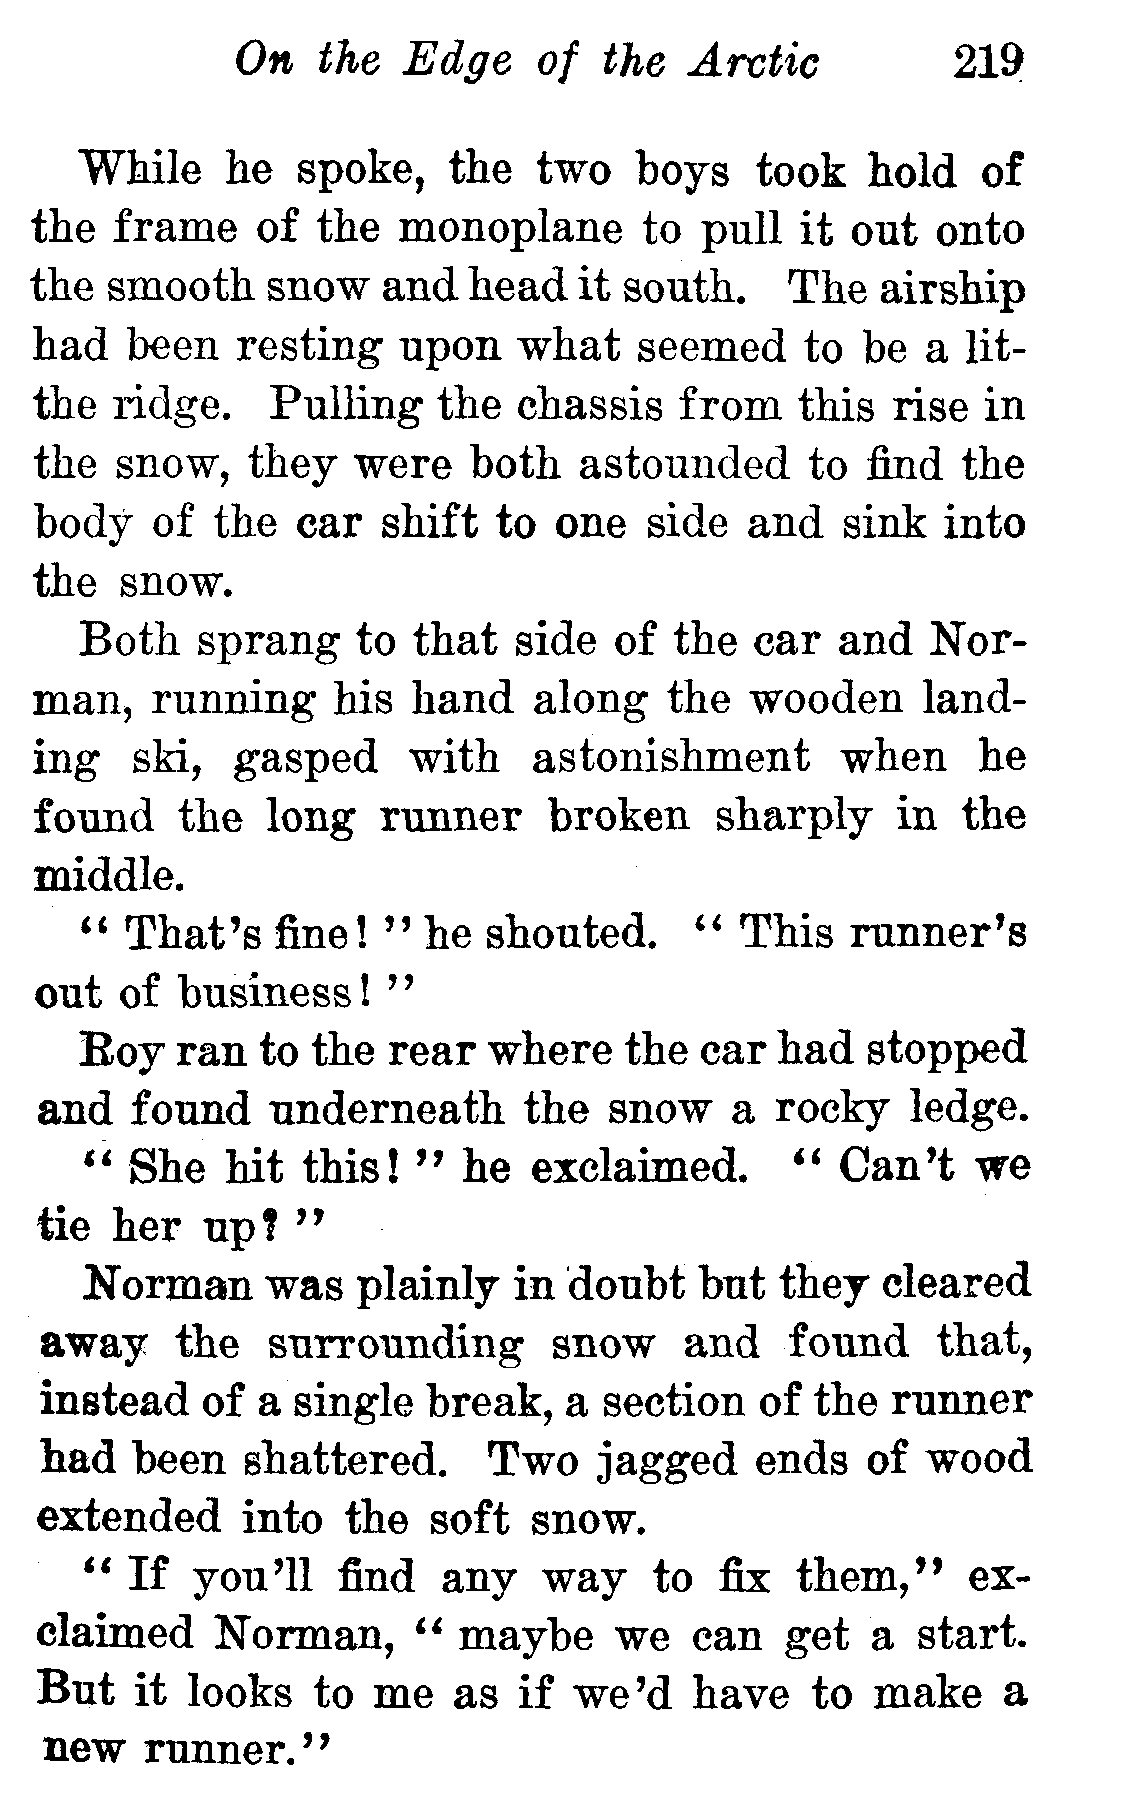 On the Edge of the Arctic 219
While he spoke, the two boys took hold of
the frame of the monoplane to pull it out onto
the smooth snow and head it south. The airship
had been resting upon what seemed to be a lit-
the ridge. Pulling the chassis from this rise in
the snow, they were both astounded to find the
body of the car shift to one side and sink into
the snow.
Both sprang to that side of the car and Nor-
man, running his hand along the wooden land-
ing ski, gasped with astonishment when he
found the long runner broken sharply in the
middle.
“ That’s fine! ” he shouted. “ This runner’s
out of business! ”
Roy ran to the rear where the car had stopped
and found underneath the snow a rocky ledge.
“ She hit this! ” he exclaimed. “ Can’t we
tie her up? ”
Norman was plainly in doubt but they cleared
away the surrounding snow and found that,
instead of a single break, a section of the runner
had been shattered. Two jagged ends of wood
extended into the soft snow.
“ If you’ll find any way to fix them,” ex-
claimed Norman, “ maybe we can get a start.
But it looks to me as if we’d have to make a
new runner.”